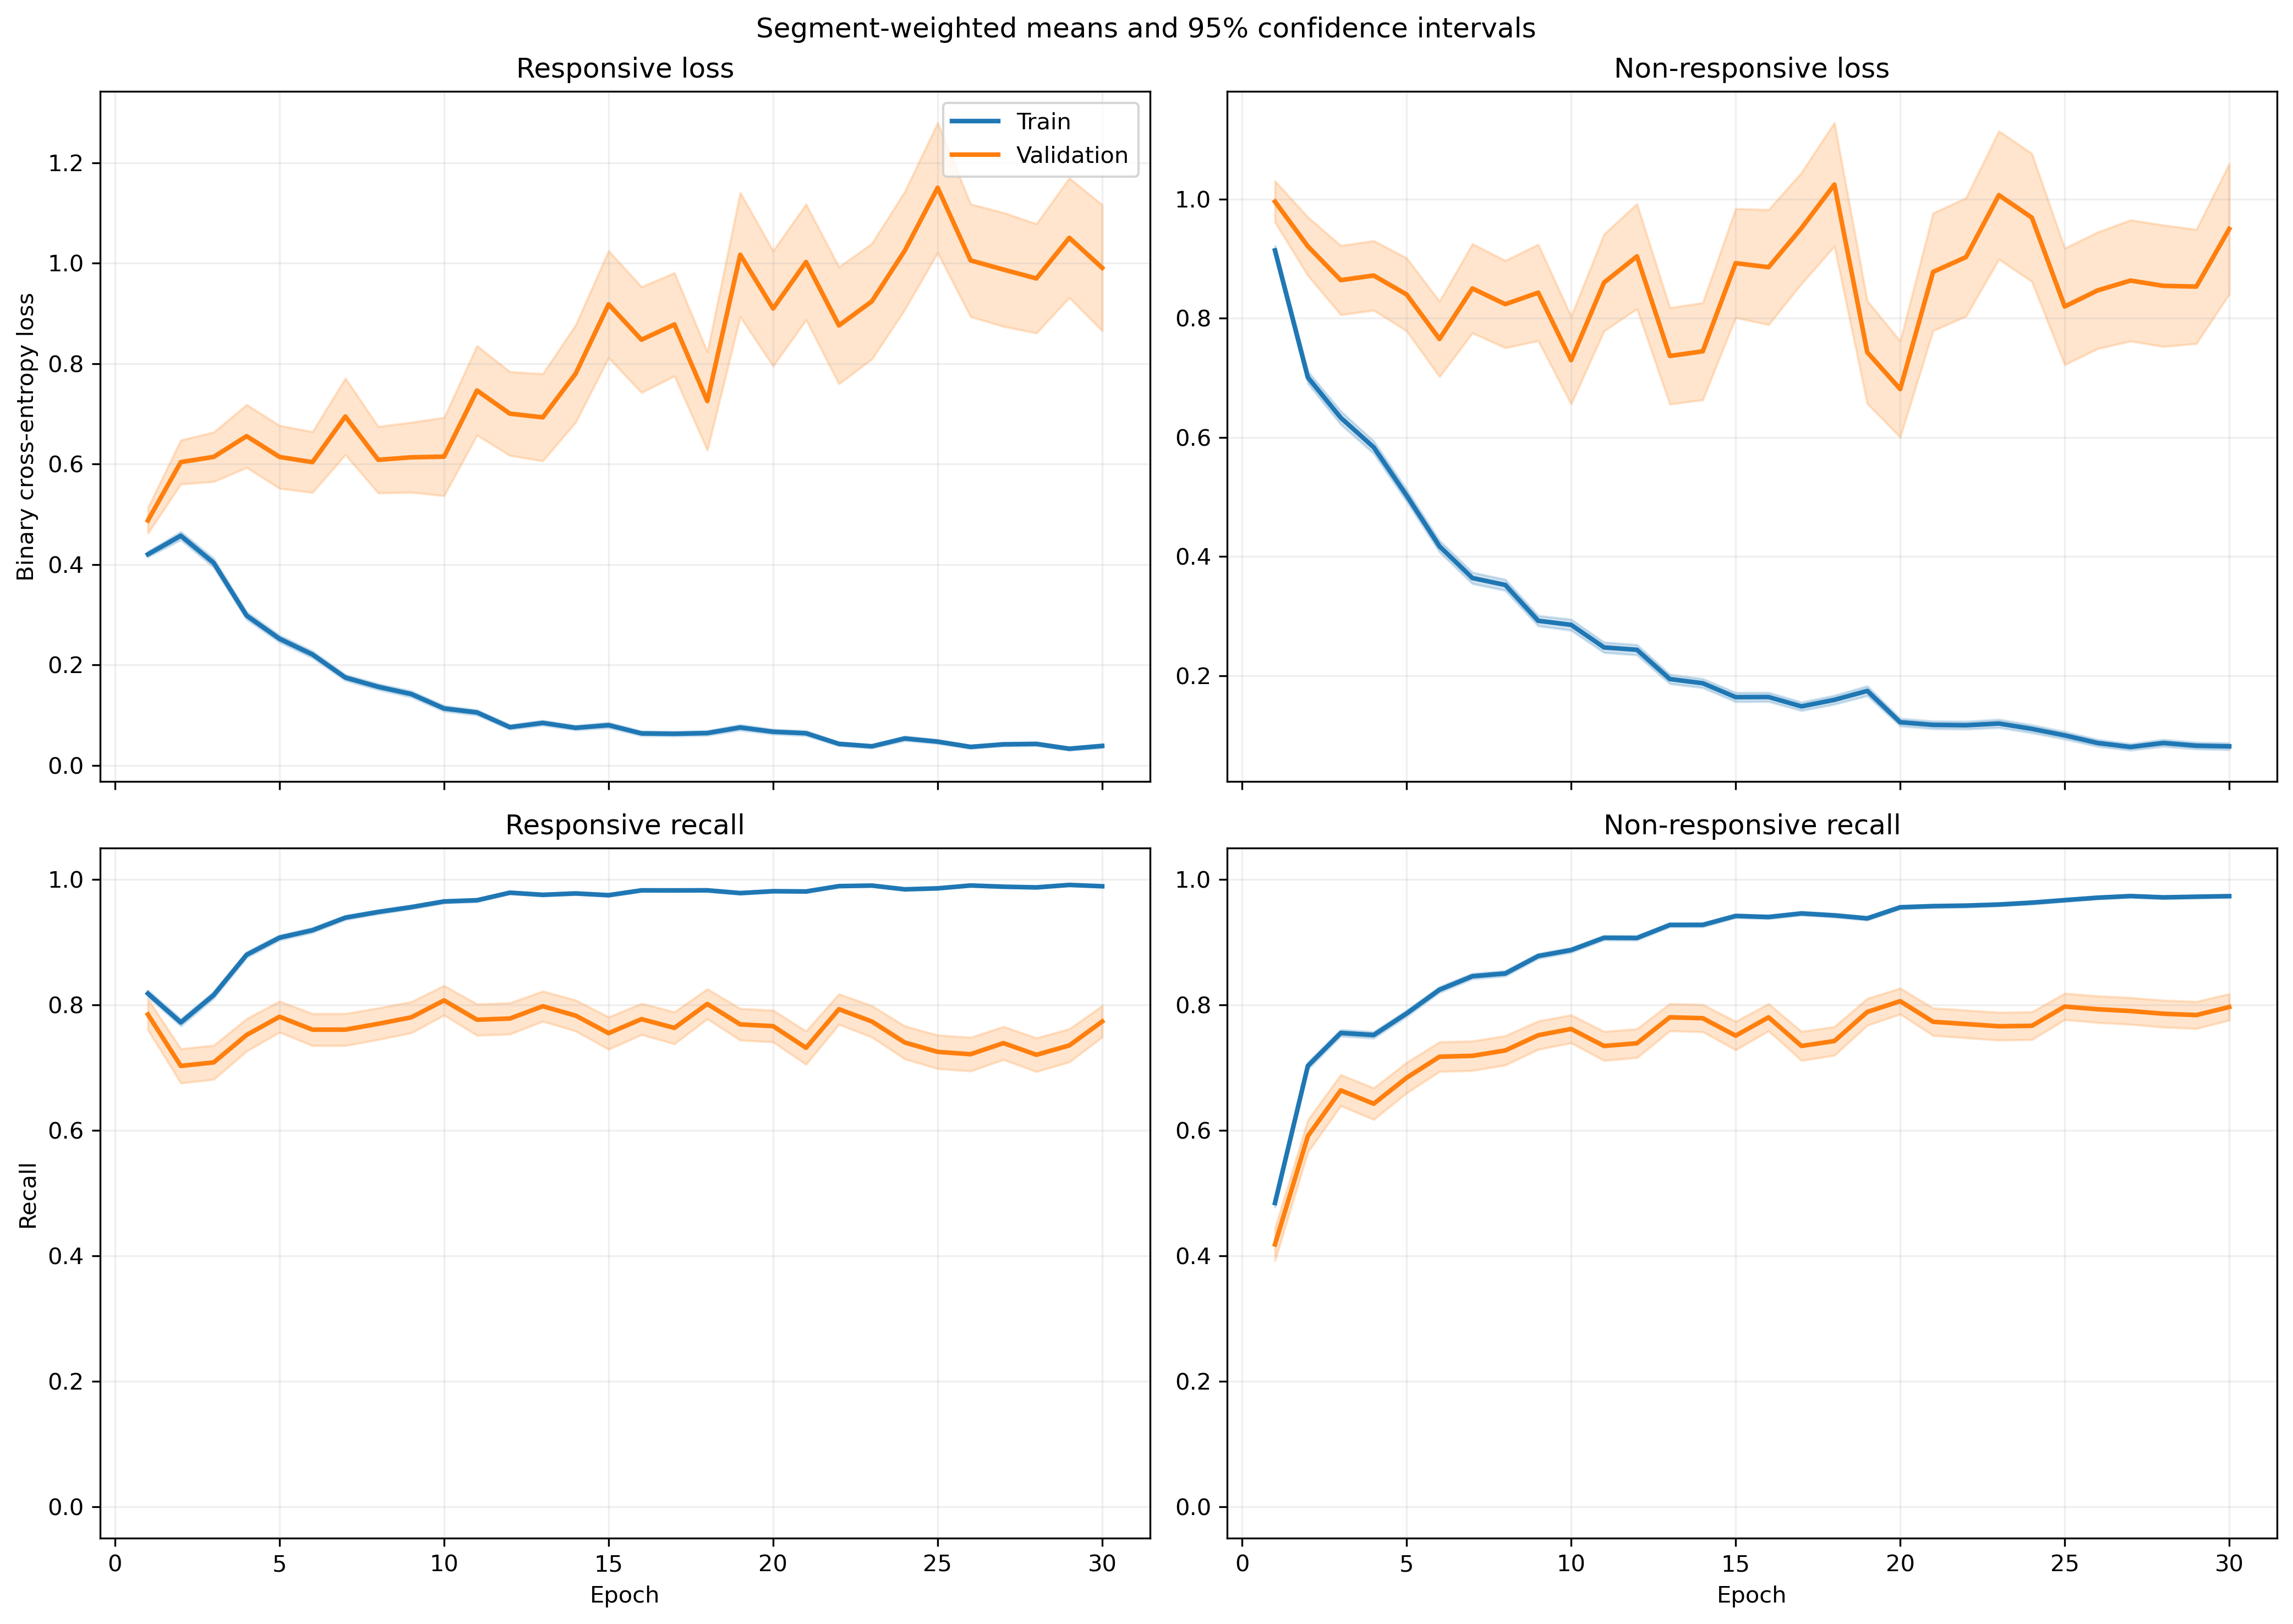 Segment-weighted means and 95% confidence intervals
Responsive loss
Non-responsive loss
Train
Validation
Binary cross-entropy loss
1.2
1.0
0.8
0.6
0.4
0.2
0.0
1.0
0.8
0.6
0.4
0.2
Responsive recall
Non-responsive recall
Recall
1.0
0.8
0.6
0.4
0.2
0.0
0 5 10 15 20 25 30
Epoch
1.0
0.8
0.6
0.4
0.2
0.0
0 5 10 15 20 25 30
Epoch